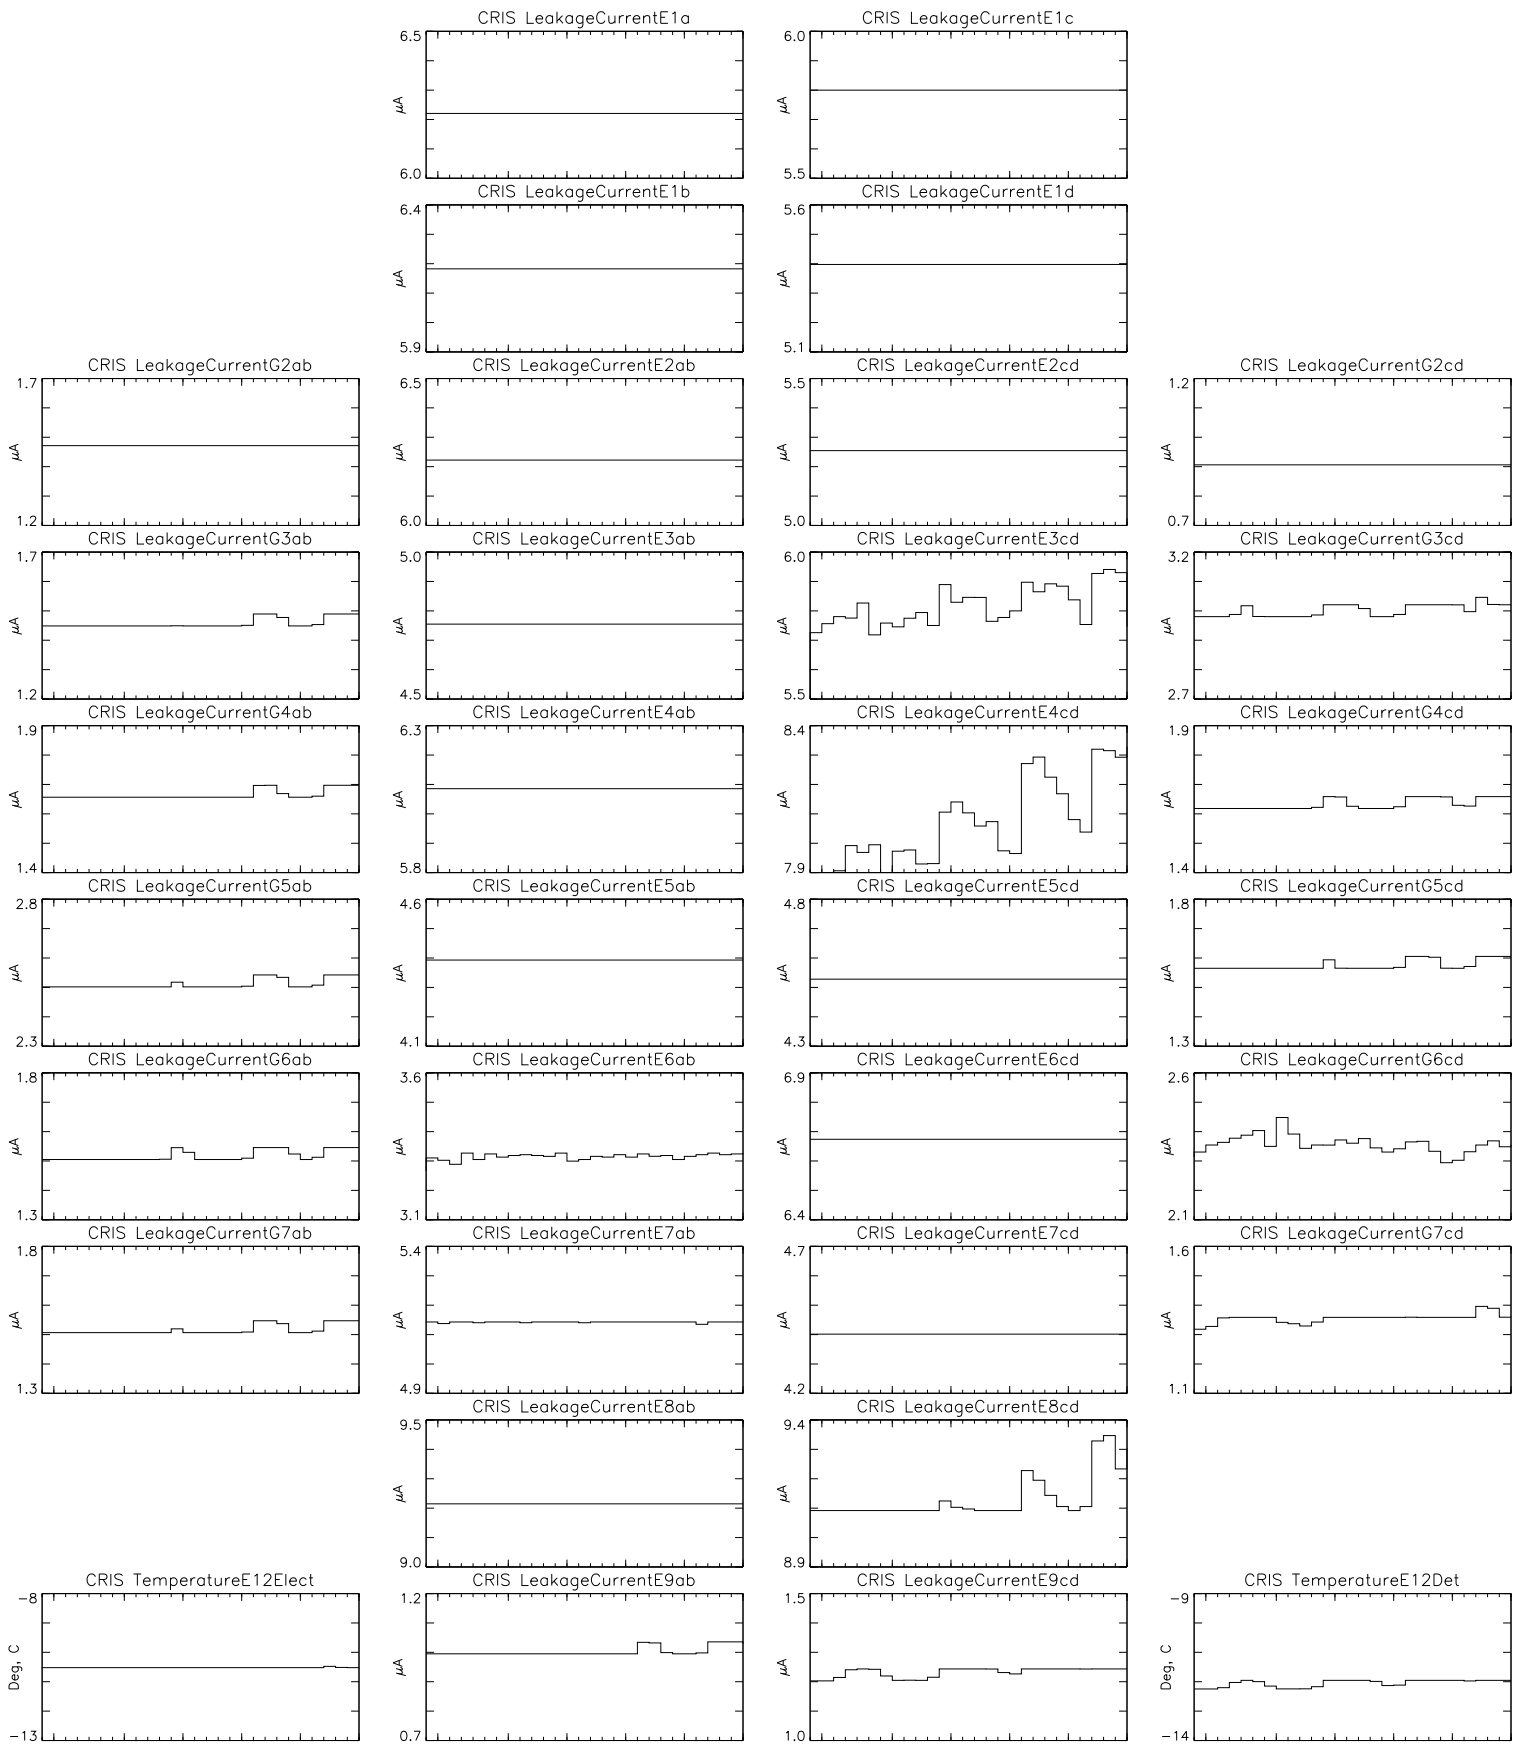 CRIS LeakageCurrentE1a
6.5
μA
6.0
CRIS LeakageCurrentE1c
6.0
μA
5.5
CRIS LeakageCurrentE1b
6.4
μA
5.9
CRIS LeakageCurrentE1d
5.6
μA
5.1
CRIS LeakageCurrentG2ab
1.7
μA
1.2
CRIS LeakageCurrentE2ab
6.5
μA
6.0
CRIS LeakageCurrentE2cd
5.5
μA
5.0
CRIS LeakageCurrentG2cd
1.2
μA
0.7
CRIS LeakageCurrentG3ab
1.7
μA
1.2
CRIS LeakageCurrentE3ab
5.0
μA
4.5
CRIS LeakageCurrentE3cd
6.0
μA
5.5
CRIS LeakageCurrentG3cd
3.2
μA
2.7
CRIS LeakageCurrentG4ab
1.9
μA
1.4
CRIS LeakageCurrentE4ab
6.3
μA
5.8
CRIS LeakageCurrentE4cd
8.4
μA
7.9
CRIS LeakageCurrentG4cd
1.9
μA
1.4
CRIS LeakageCurrentG5ab
2.8
μA
2.3
CRIS LeakageCurrentE5ab
4.6
μA
4.1
CRIS LeakageCurrentE5cd
4.8
μA
4.3
CRIS LeakageCurrentG5cd
1.8
μA
1.3
CRIS LeakageCurrentG6ab
1.8
μA
1.3
CRIS LeakageCurrentE6ab
3.6
μA
3.1
CRIS LeakageCurrentE6cd
6.9
μA
6.4
CRIS LeakageCurrentG6cd
2.6
μA
2.1
CRIS LeakageCurrentG7ab
1.8
μA
1.3
CRIS LeakageCurrentE7ab
5.4
μA
4.9
CRIS LeakageCurrentE7cd
4.7
μA
4.2
CRIS LeakageCurrentG7cd
1.6
μA
1.1
CRIS LeakageCurrentE8ab
9.5
μA
9.0
CRIS LeakageCurrentE8cd
9.4
μA
8.9
CRIS TemperatureE12Elect
-8
Deg, C
-13
CRIS LeakageCurrentE9ab
1.2
μA
0.7
CRIS LeakageCurrentE9cd
1.5
μA
1.0
CRIS TemperatureE12Det
-9
Deg, C
-14